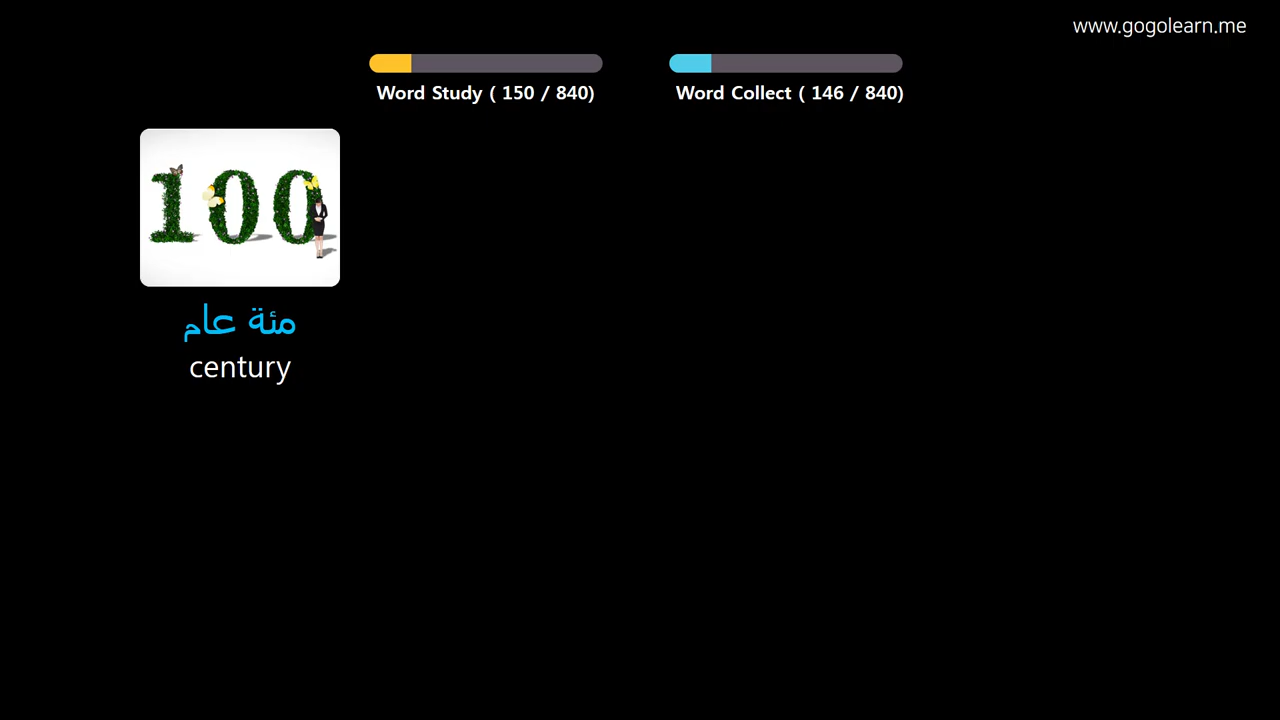 www.gogolearn.me
Word Study ( 150 / 840)
Word Collect ( 146 / 840)
100
مئة عام
century